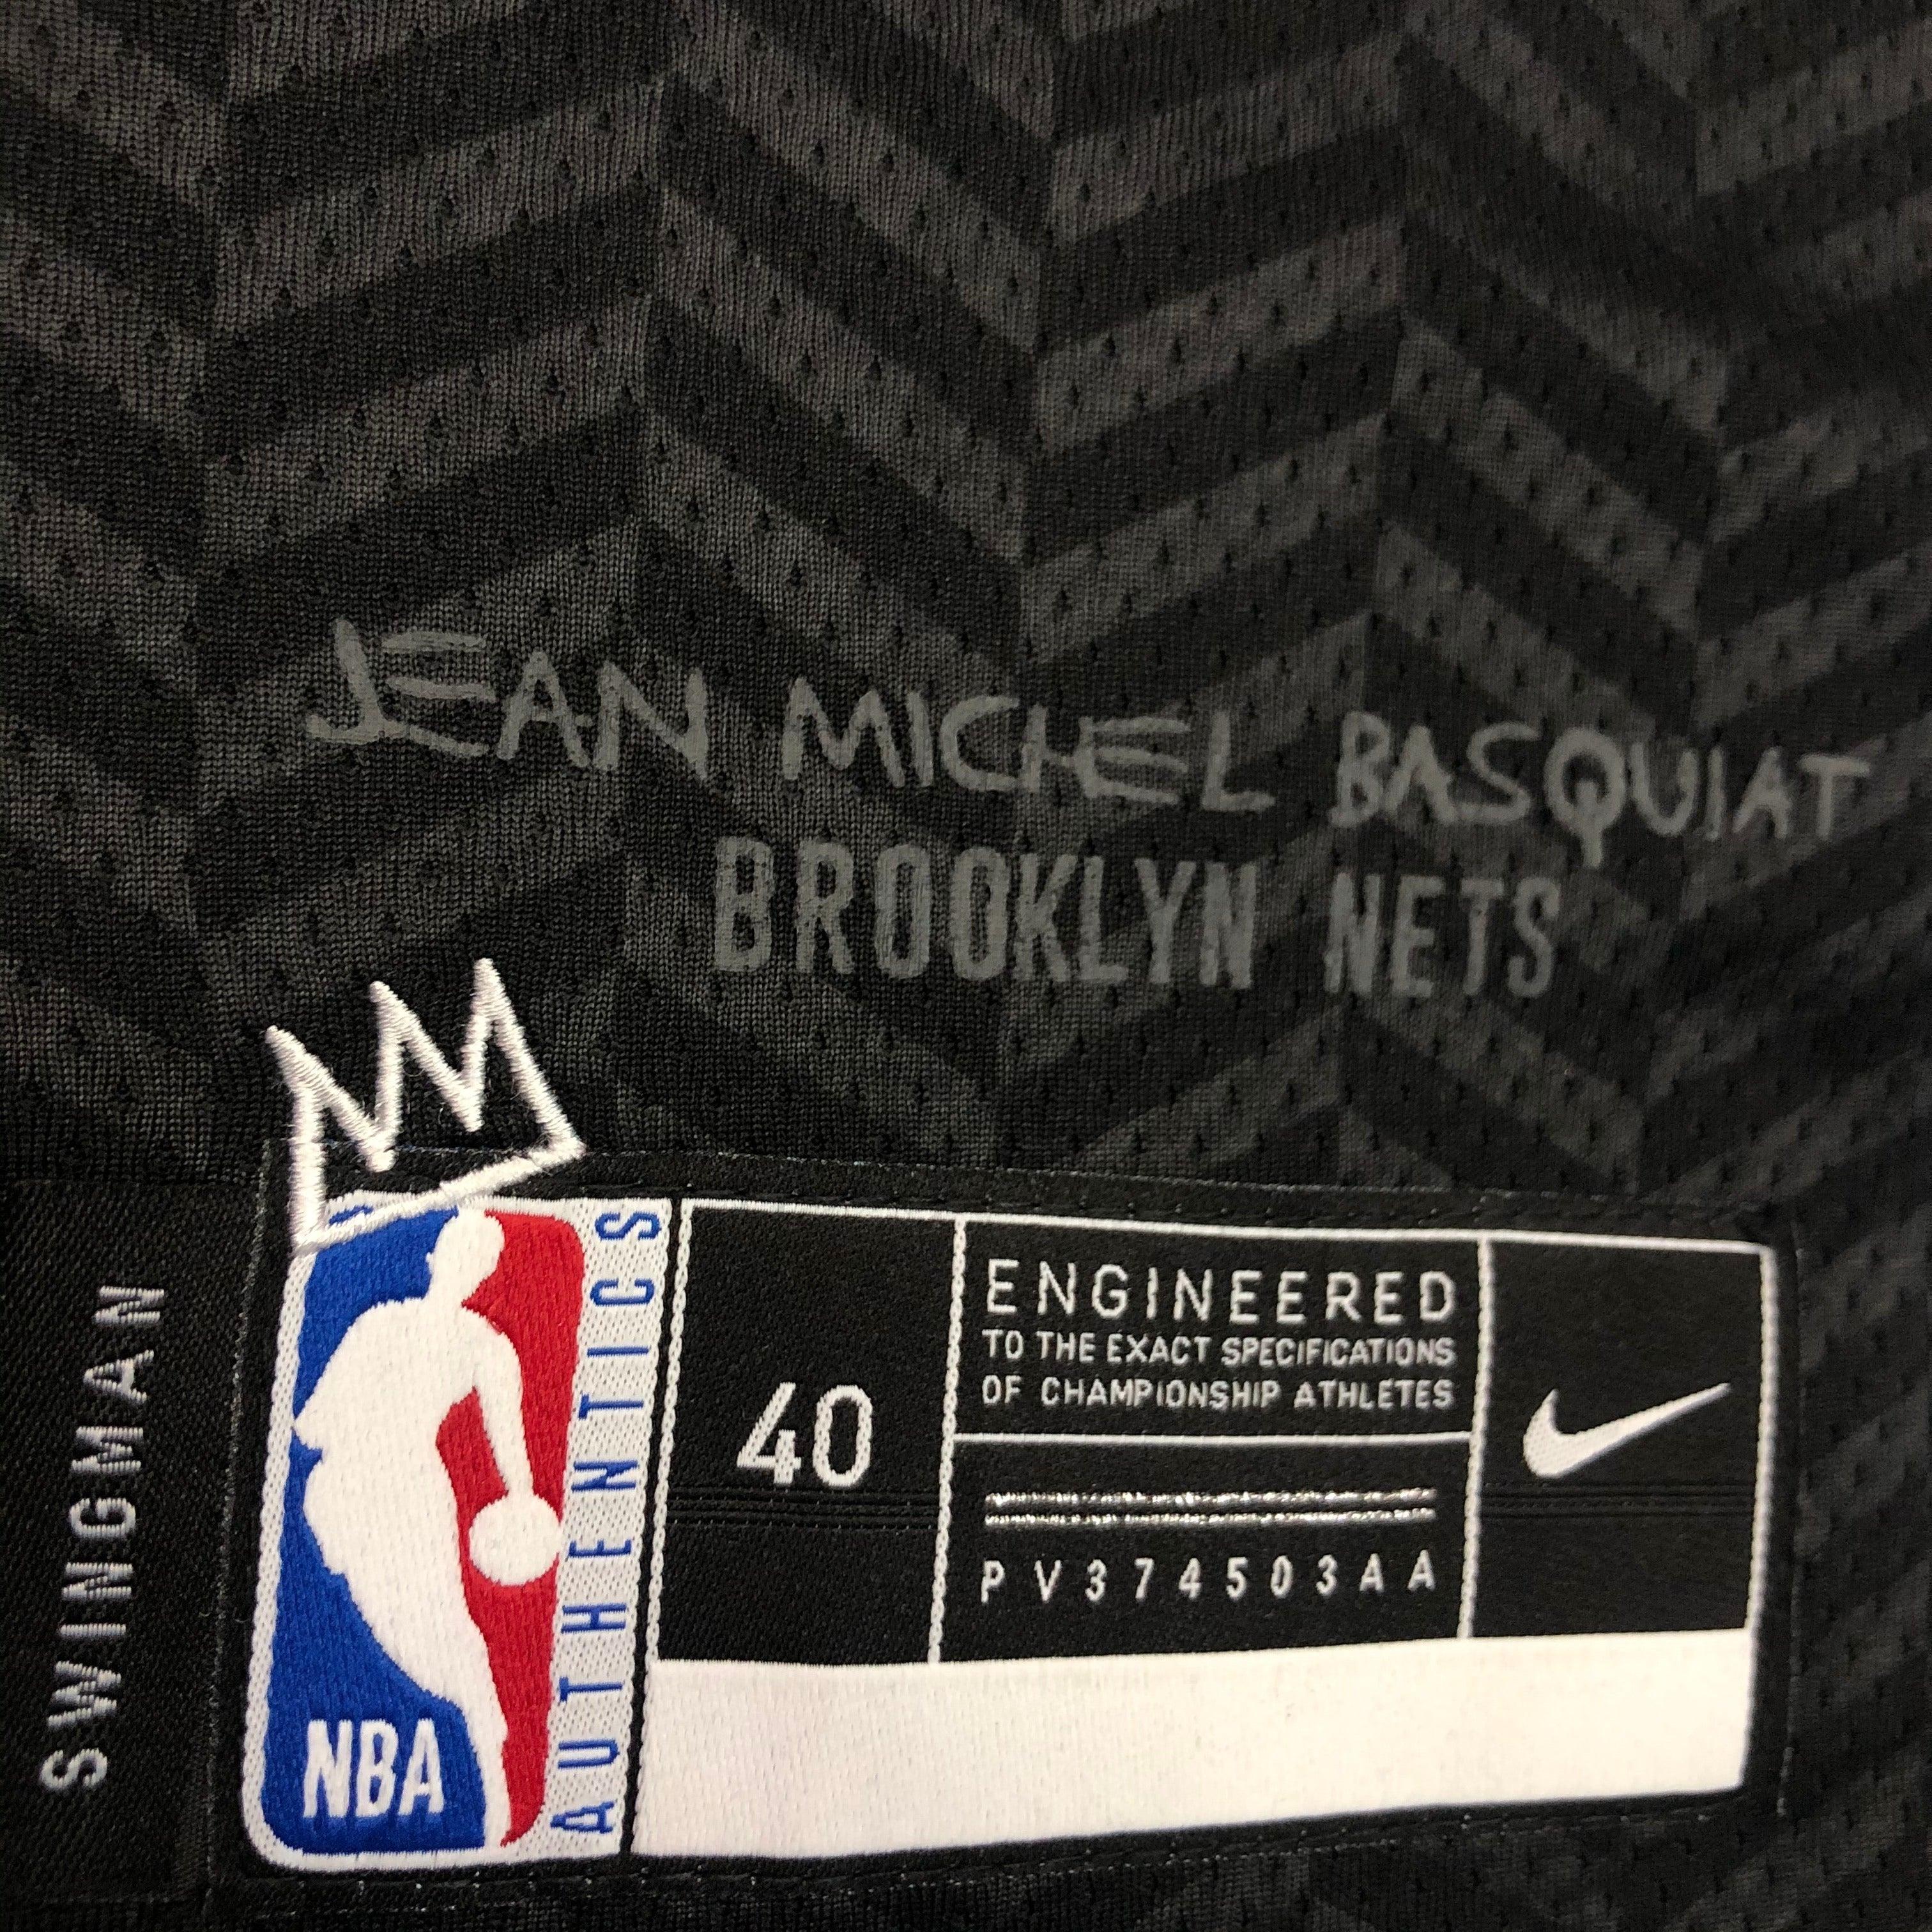 JEAN MICHEL BASQUIAT
BROOKLYN NETS
SWINGMAN
NBA
AUTHENTICS
40
ENGINEERED
TO THE EXACT SPECIFICATIONS
OF CHAMPIONSHIP ATHLETES
PV374503AA